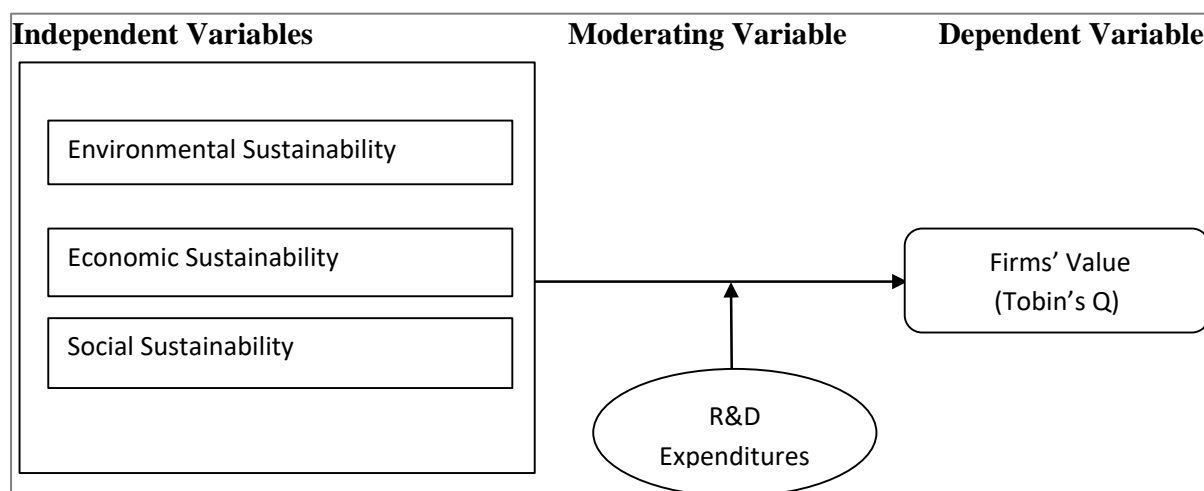 Independent Variables Moderating Variable Dependent Variable
Environmental Sustainability
Economic Sustainability
Social Sustainability
Firms’ Value
(Tobin’s Q)
R&D
Expenditures